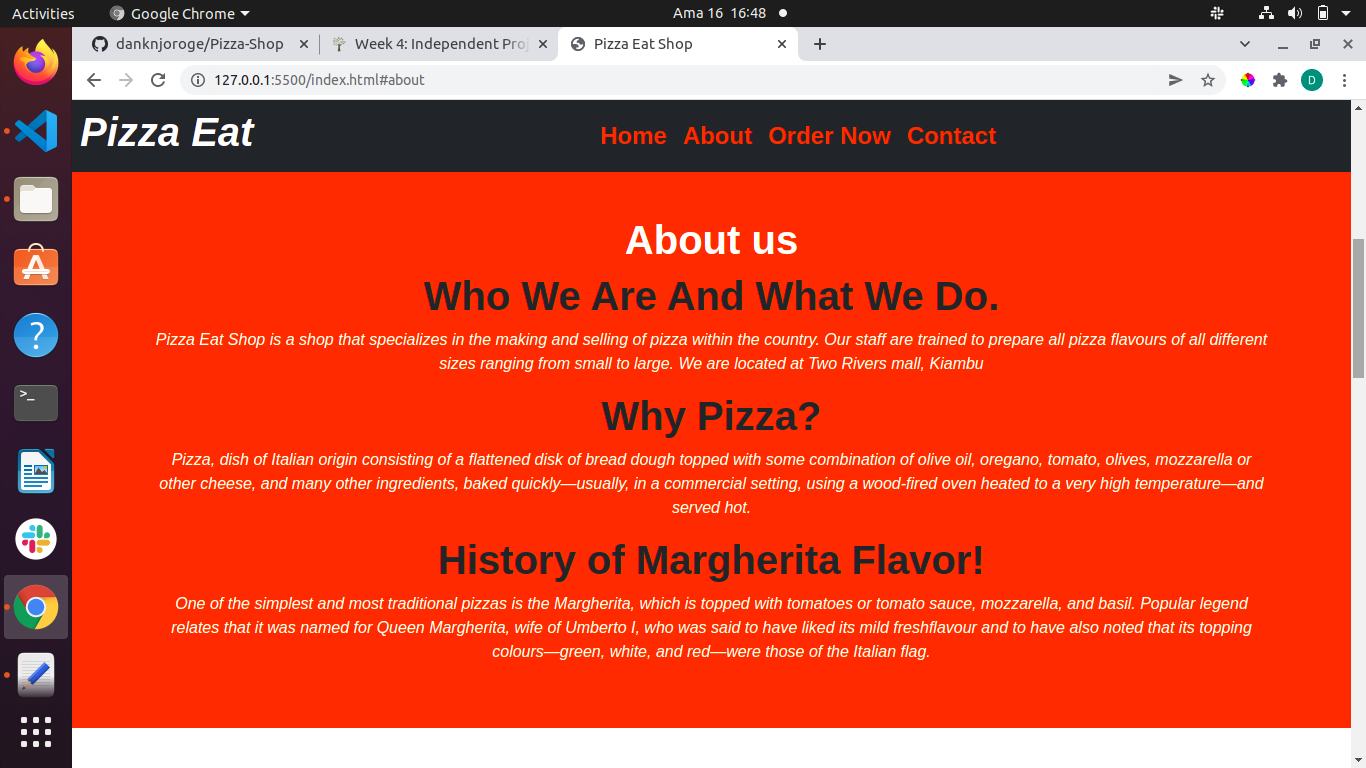 Activities
Google Chrome
Ama 16 16:48
danknjoroge/Pizza-Shop
Week 4: Independent Proj
Pizza Eat Shop
127.0.0.1:5500/index.html#about
D
Pizza Eat
Home About Order Now Contact
About us
Who We Are And What We Do.
Pizza Eat Shop is a shop that specializes in the making and selling of pizza within the country. Our staff are trained to prepare all pizza flavours of all different
sizes ranging from small to large. We are located at Two Rivers mall, Kiambu
Why Pizza?
Pizza, dish of Italian origin consisting of a flattened disk of bread dough topped with some combination of olive oil, oregano, tomato, olives, mozzarella or
other cheese, and many other ingredients, baked quickly—usually, in a commercial setting, using a wood-fired oven heated to a very high temperature—and
served hot.
History of Margherita Flavor!
One of the simplest and most traditional pizzas is the Margherita, which is topped with tomatoes or tomato sauce, mozzarella, and basil. Popular legend
relates that it was named for Queen Margherita, wife of Umberto I, who was said to have liked its mild freshflavour and to have also noted that its topping
colours—green, white, and red—were those of the Italian flag.